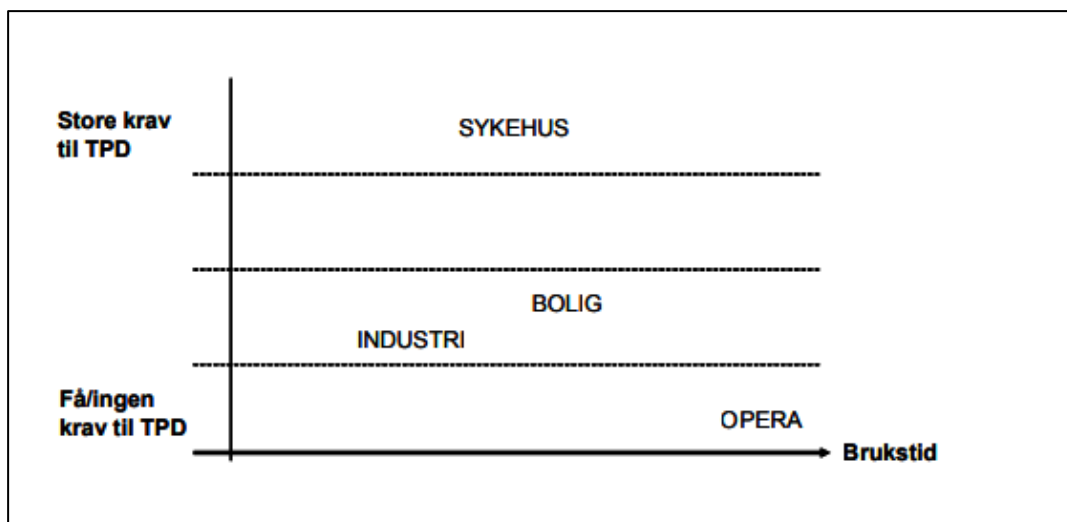 Store krav
til TPD
SYKEHUS
BOLIG
INDUSTRI
Få/ingen
krav til TPD
OPERA
Brukstid